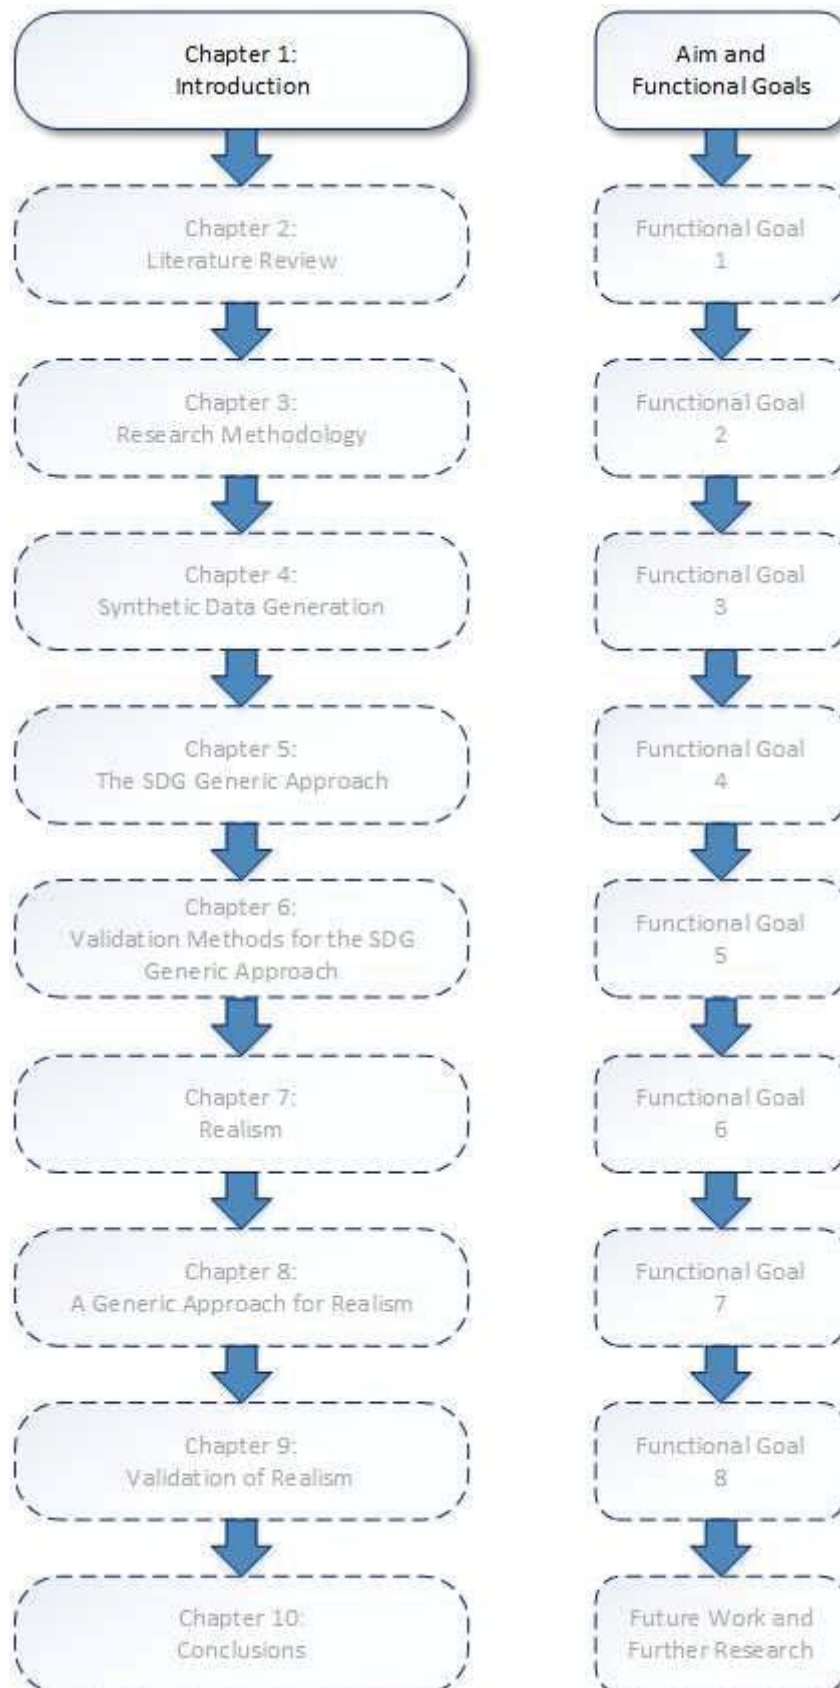 Chapter 1:
Introduction
Aim and
Functional Goals
Chapter 2:
Literature Review
Functional Goal
1
Chapter 3:
Research Methodology
Functional Goal
2
Chapter 4:
Synthetic Data Generation
Functional Goal
3
Chapter 5:
The SDG Generic Approach
Functional Goal
4
Chapter 6:
Validation Methods for the SDG
Generic Approach
Functional Goal
5
Chapter 7:
Realism
Functional Goal
6
Chapter 8:
A Generic Approach for Realism
Functional Goal
7
Chapter 9:
Validation of Realism
Functional Goal
8
Chapter 10:
Conclusions
Future Work and
Further Research